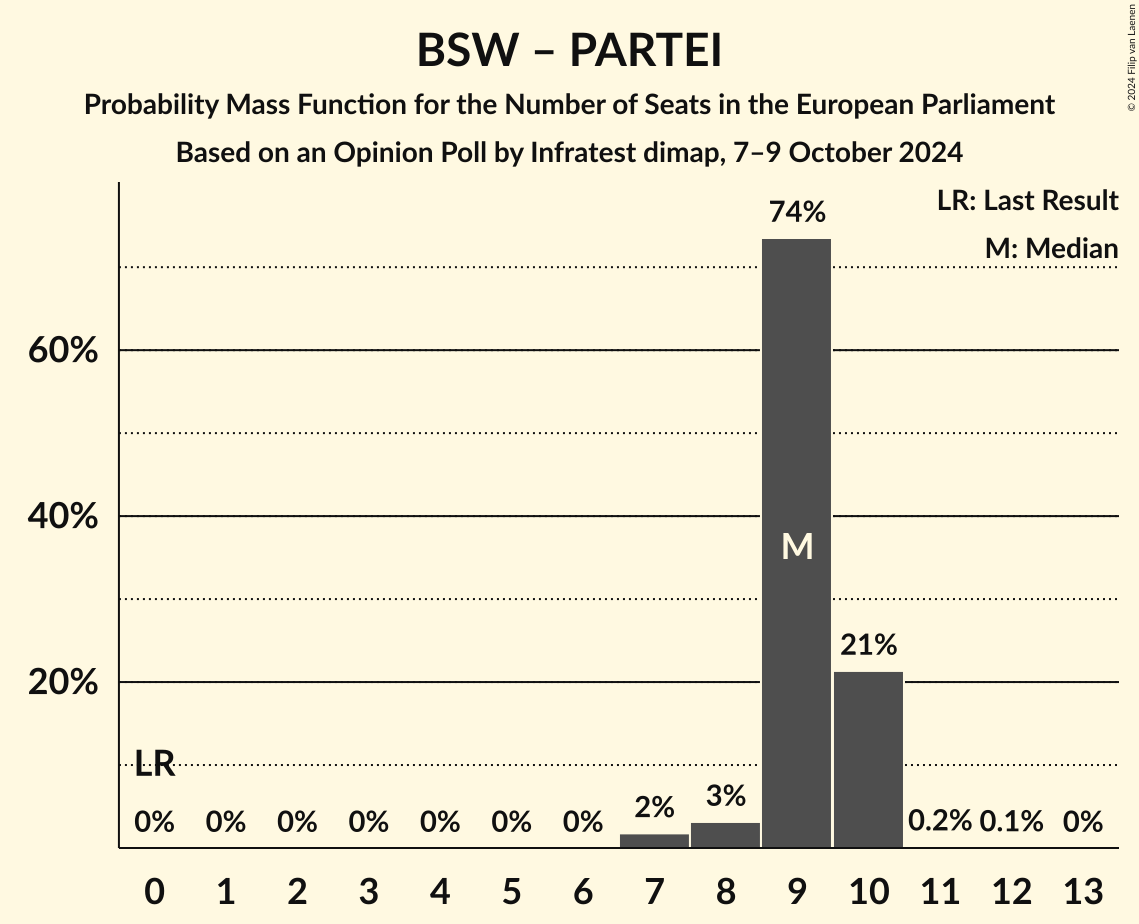 BSW – PARTEI
Probability Mass Function for the Number of Seats in the European Parliament
Based on an Opinion Poll by Infratest dimap, 7–9 October 2024
© 2024 Filip van Laenen
LR: Last Result
M: Median
74%
60%
40%
M
21%
20%
LR
0% 0% 0% 0% 0% 0% 0% 2% 3% 0.2% 0.1% 0%
0 1 2 3 4 5 6 7 8 9 10 11 12 13